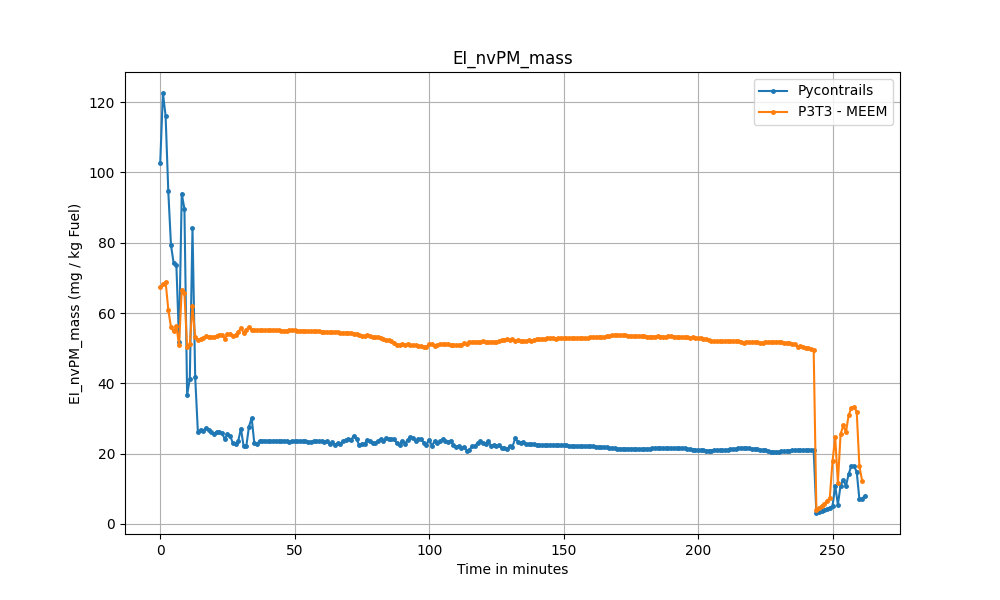 EI_nvPM_mass
Pycontrails
P3T3 - MEEM
EI_nvPM_mass (mg / kg Fuel)
120
100
80
60
40
20
0
0 50 100 150 200 250
Time in minutes